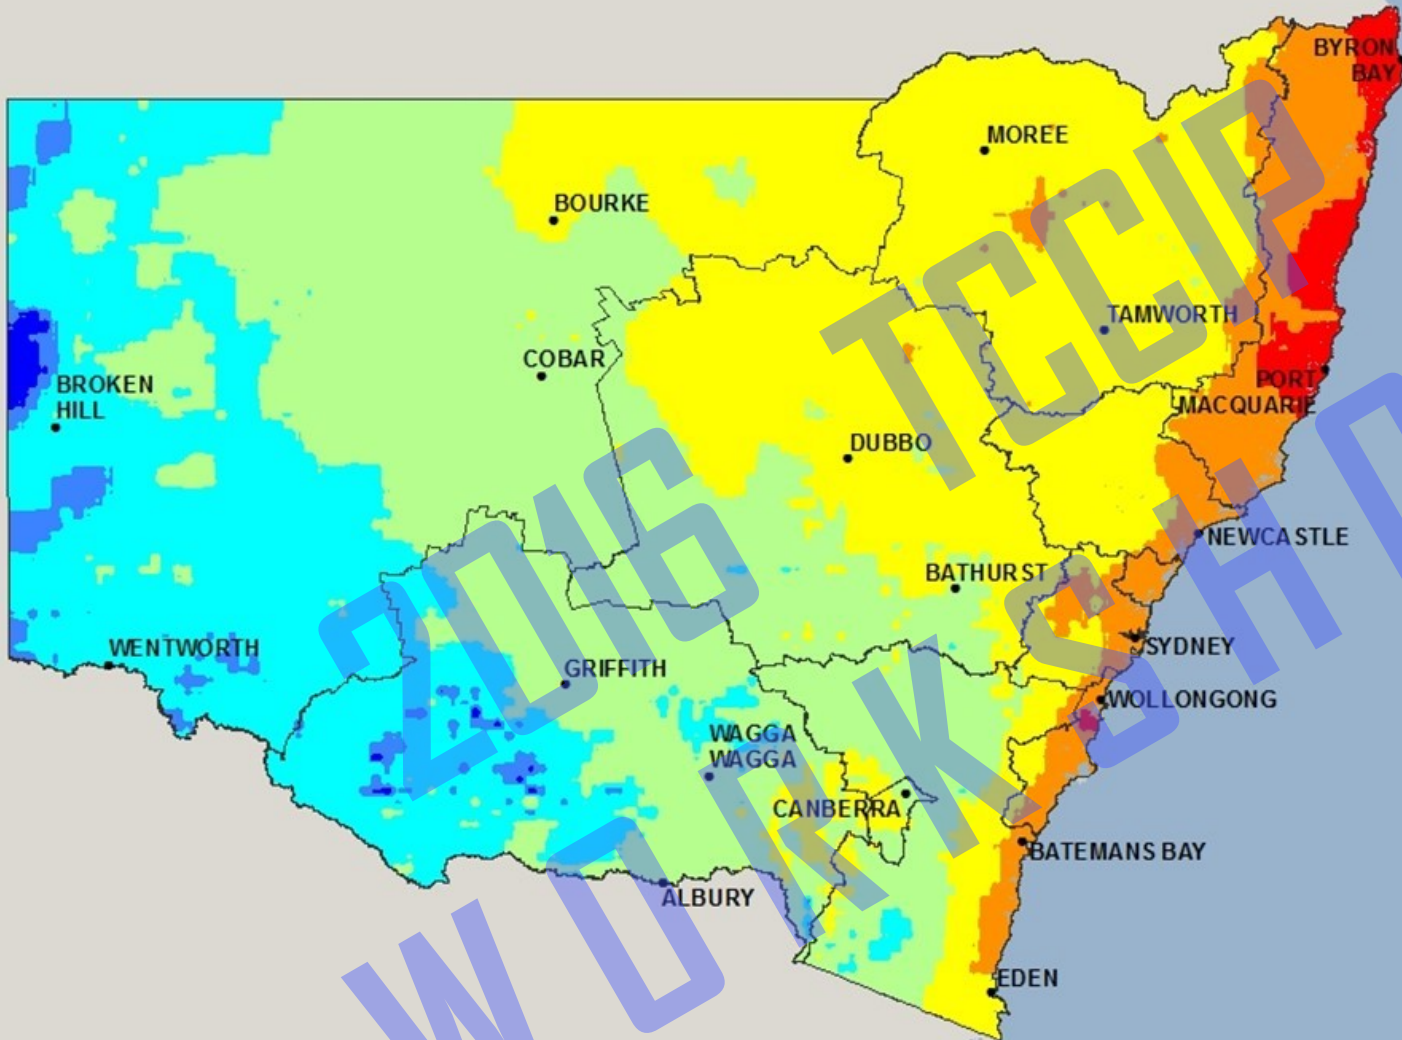 BYRON
BAY
MOREE
BOURKE
TAMWORTH
COBAR
BROKEN
HILL
PORT
MACQUARIE
DUBBO
NEWCASTLE
BATHURST
SYDNEY
WENTWORTH
GRIFFITH
WOLLONGONG
WAGGA
WAGGA
CANBERRA
BATEMANS BAY
ALBURY
EDEN
2016 TCCIP
WORKSHO